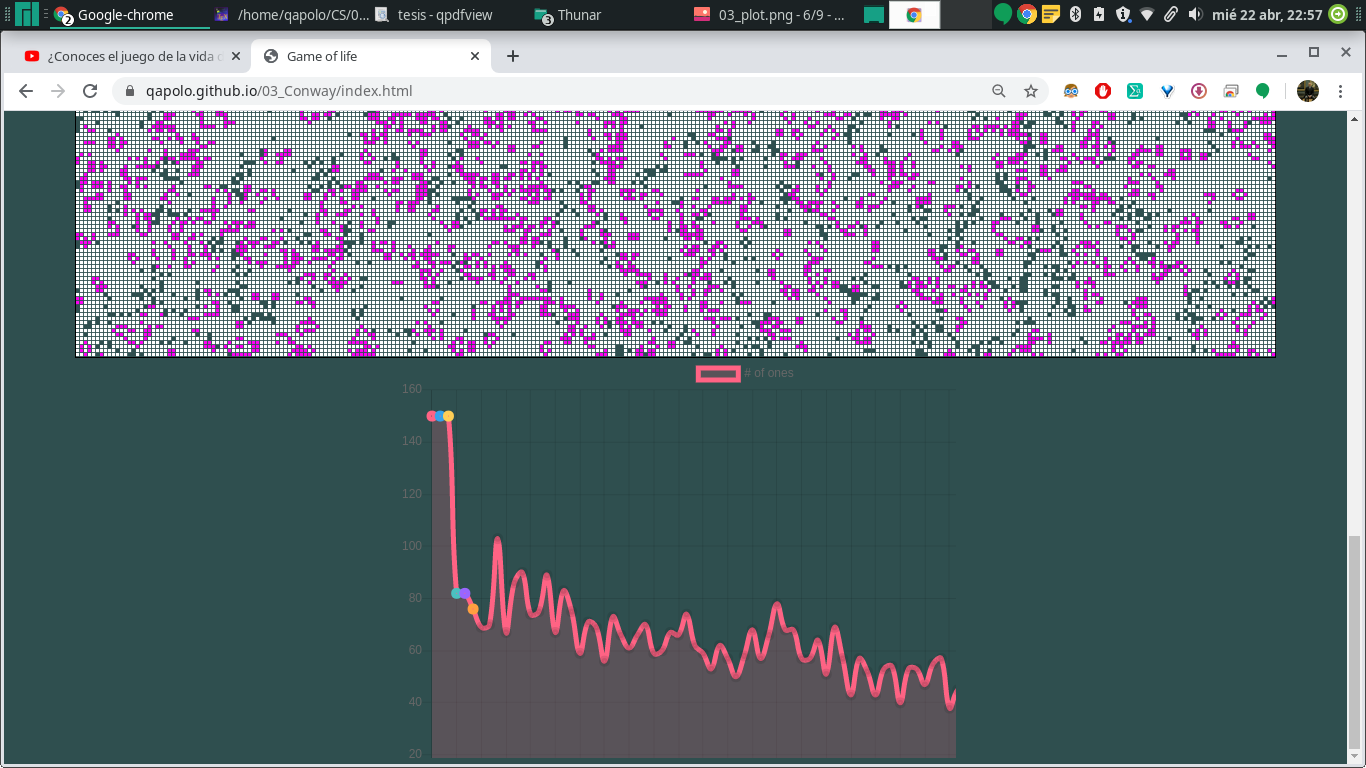 2 Google-chrome /home/qapolo/CS/0... tesis - qpdfview 3 Thunar 03_plot.png - 6/9 - ... mié 22 abr, 22:57
¿Conoces el juego de la vida d Game of life
qapolo.github.io/03_Conway/index.html
# of ones
160
140
120
100
80
60
40
20